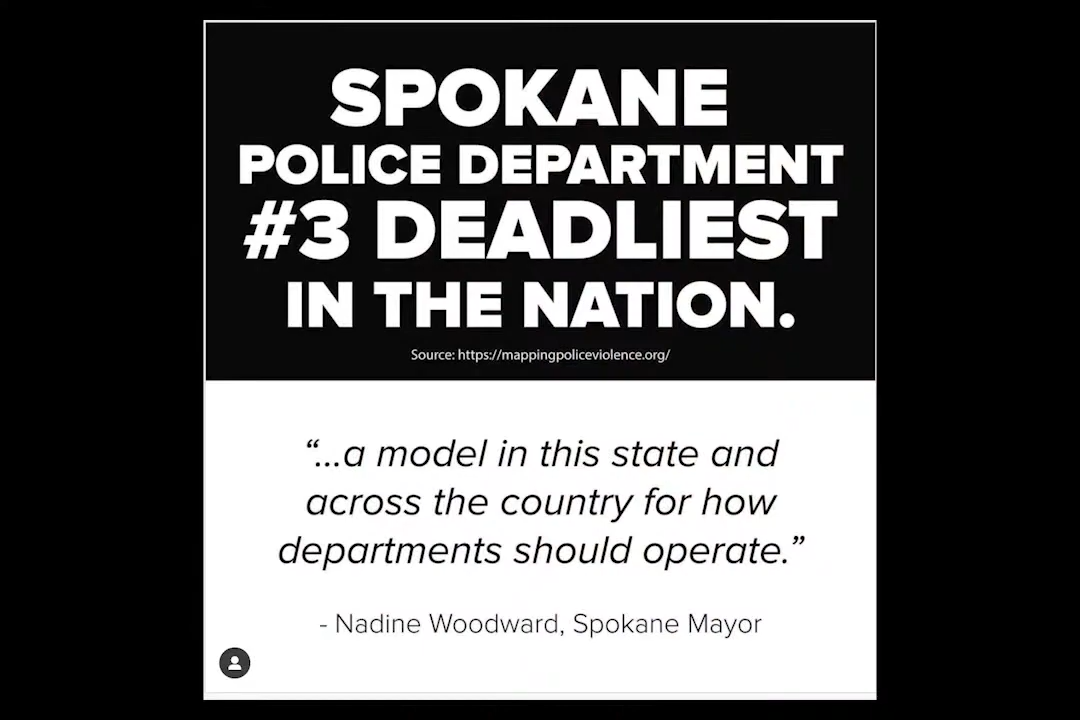 SPOKANE
POLICE DEPARTMENT
#3 DEADLIEST
IN THE NATION.
Source: https://mappingpoliceviolence.org/
“...a model in this state and
across the country for how
departments should operate.”
- Nadine Woodward, Spokane Mayor